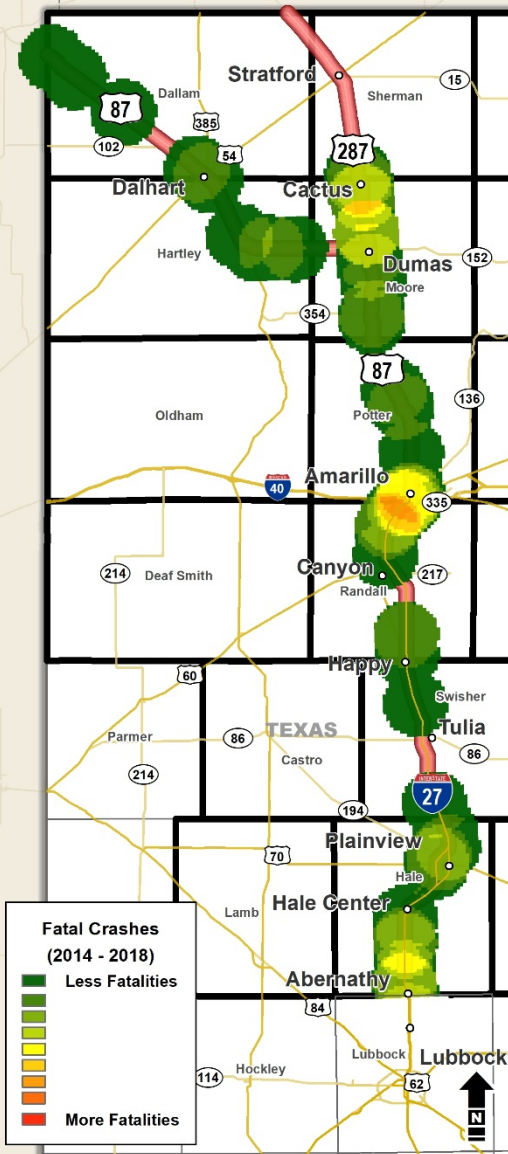 Stratford
15
Sherman
Dallam
87
385
102
54
287
Dalhart
Cactus
Hartley
Dumas
152
Moore
354
87
136
Oldham
Potter
Amarillo
40
335
Canyon
217
214
Deaf Smith
Randall
Happy
60
Swisher
Tulia
TEXAS
Parmer
86
86
Castro
214
INTERSTATE
27
194
Plainview
70
Hale
Lamb
Hale Center
Fatal Crashes
(2014 - 2018)
Less Fatalities
More Fatalities
Abernathy
84
Lubbock
Lubbock
Hockley
114
62
N